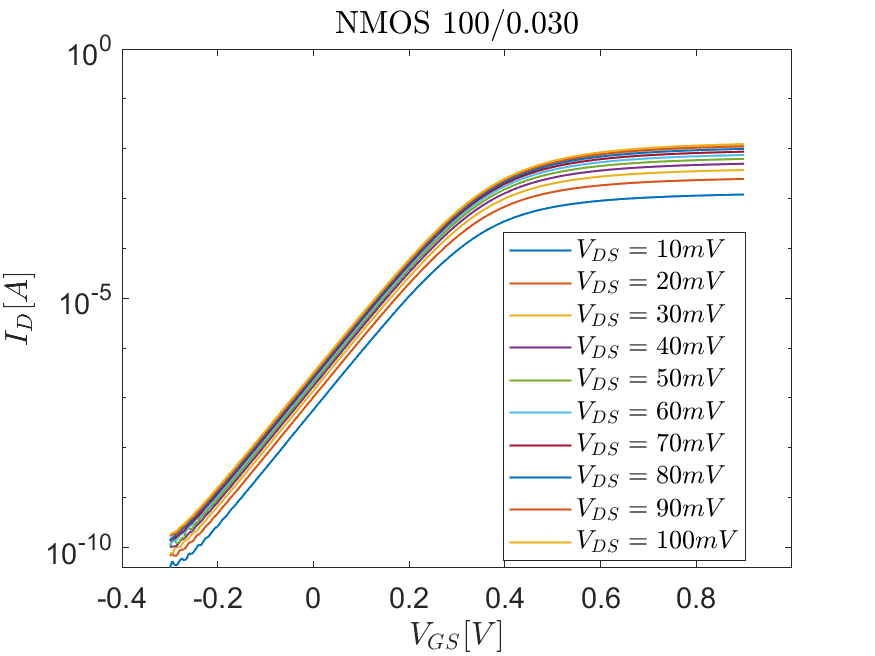 NMOS 100/0.030
10^0
10^-5
10^-10
I_D[A]
-0.4 -0.2 0 0.2 0.4 0.6 0.8
V_GS[V]
V_DS = 10mV
V_DS = 20mV
V_DS = 30mV
V_DS = 40mV
V_DS = 50mV
V_DS = 60mV
V_DS = 70mV
V_DS = 80mV
V_DS = 90mV
V_DS = 100mV